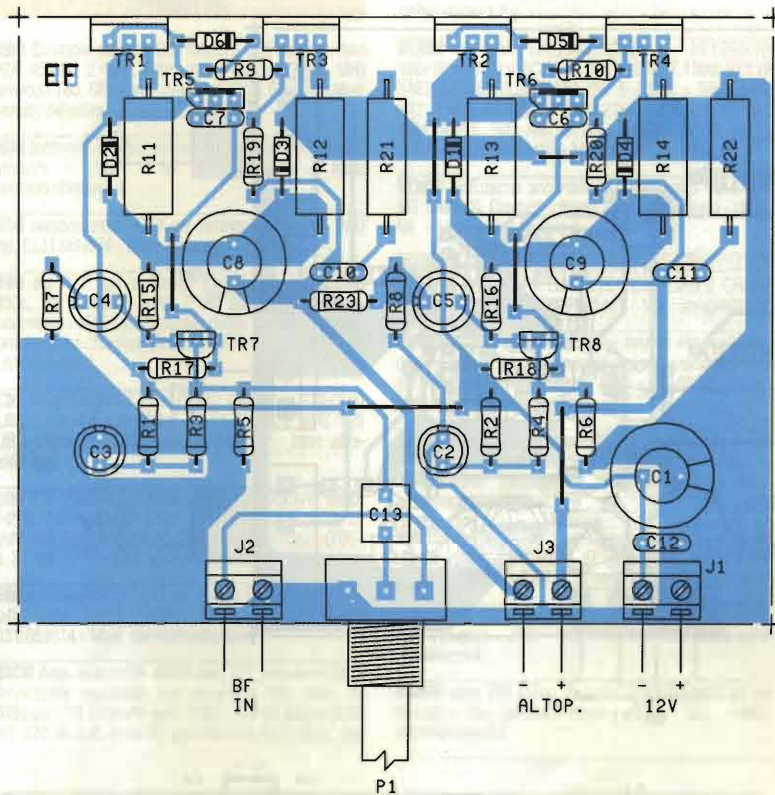 D6 D5
TR1 TR3 TR2 TR4
EF TR5 R9 TR6 R10
C7 C6
D2 R11 R19 D3 R12 R21 D1 R13 R20 D4 R14 R22
C8 C9
C10 C11
R7 C4 R15 R23 R8 C5 R16
TR7 TR8
R17 R18
R1 R3 R5 R2 R4 R6
C3 C2 C1
C13
C12
J2 J3 J1
- + - +
BF ALTOP. 12V
IN
P1